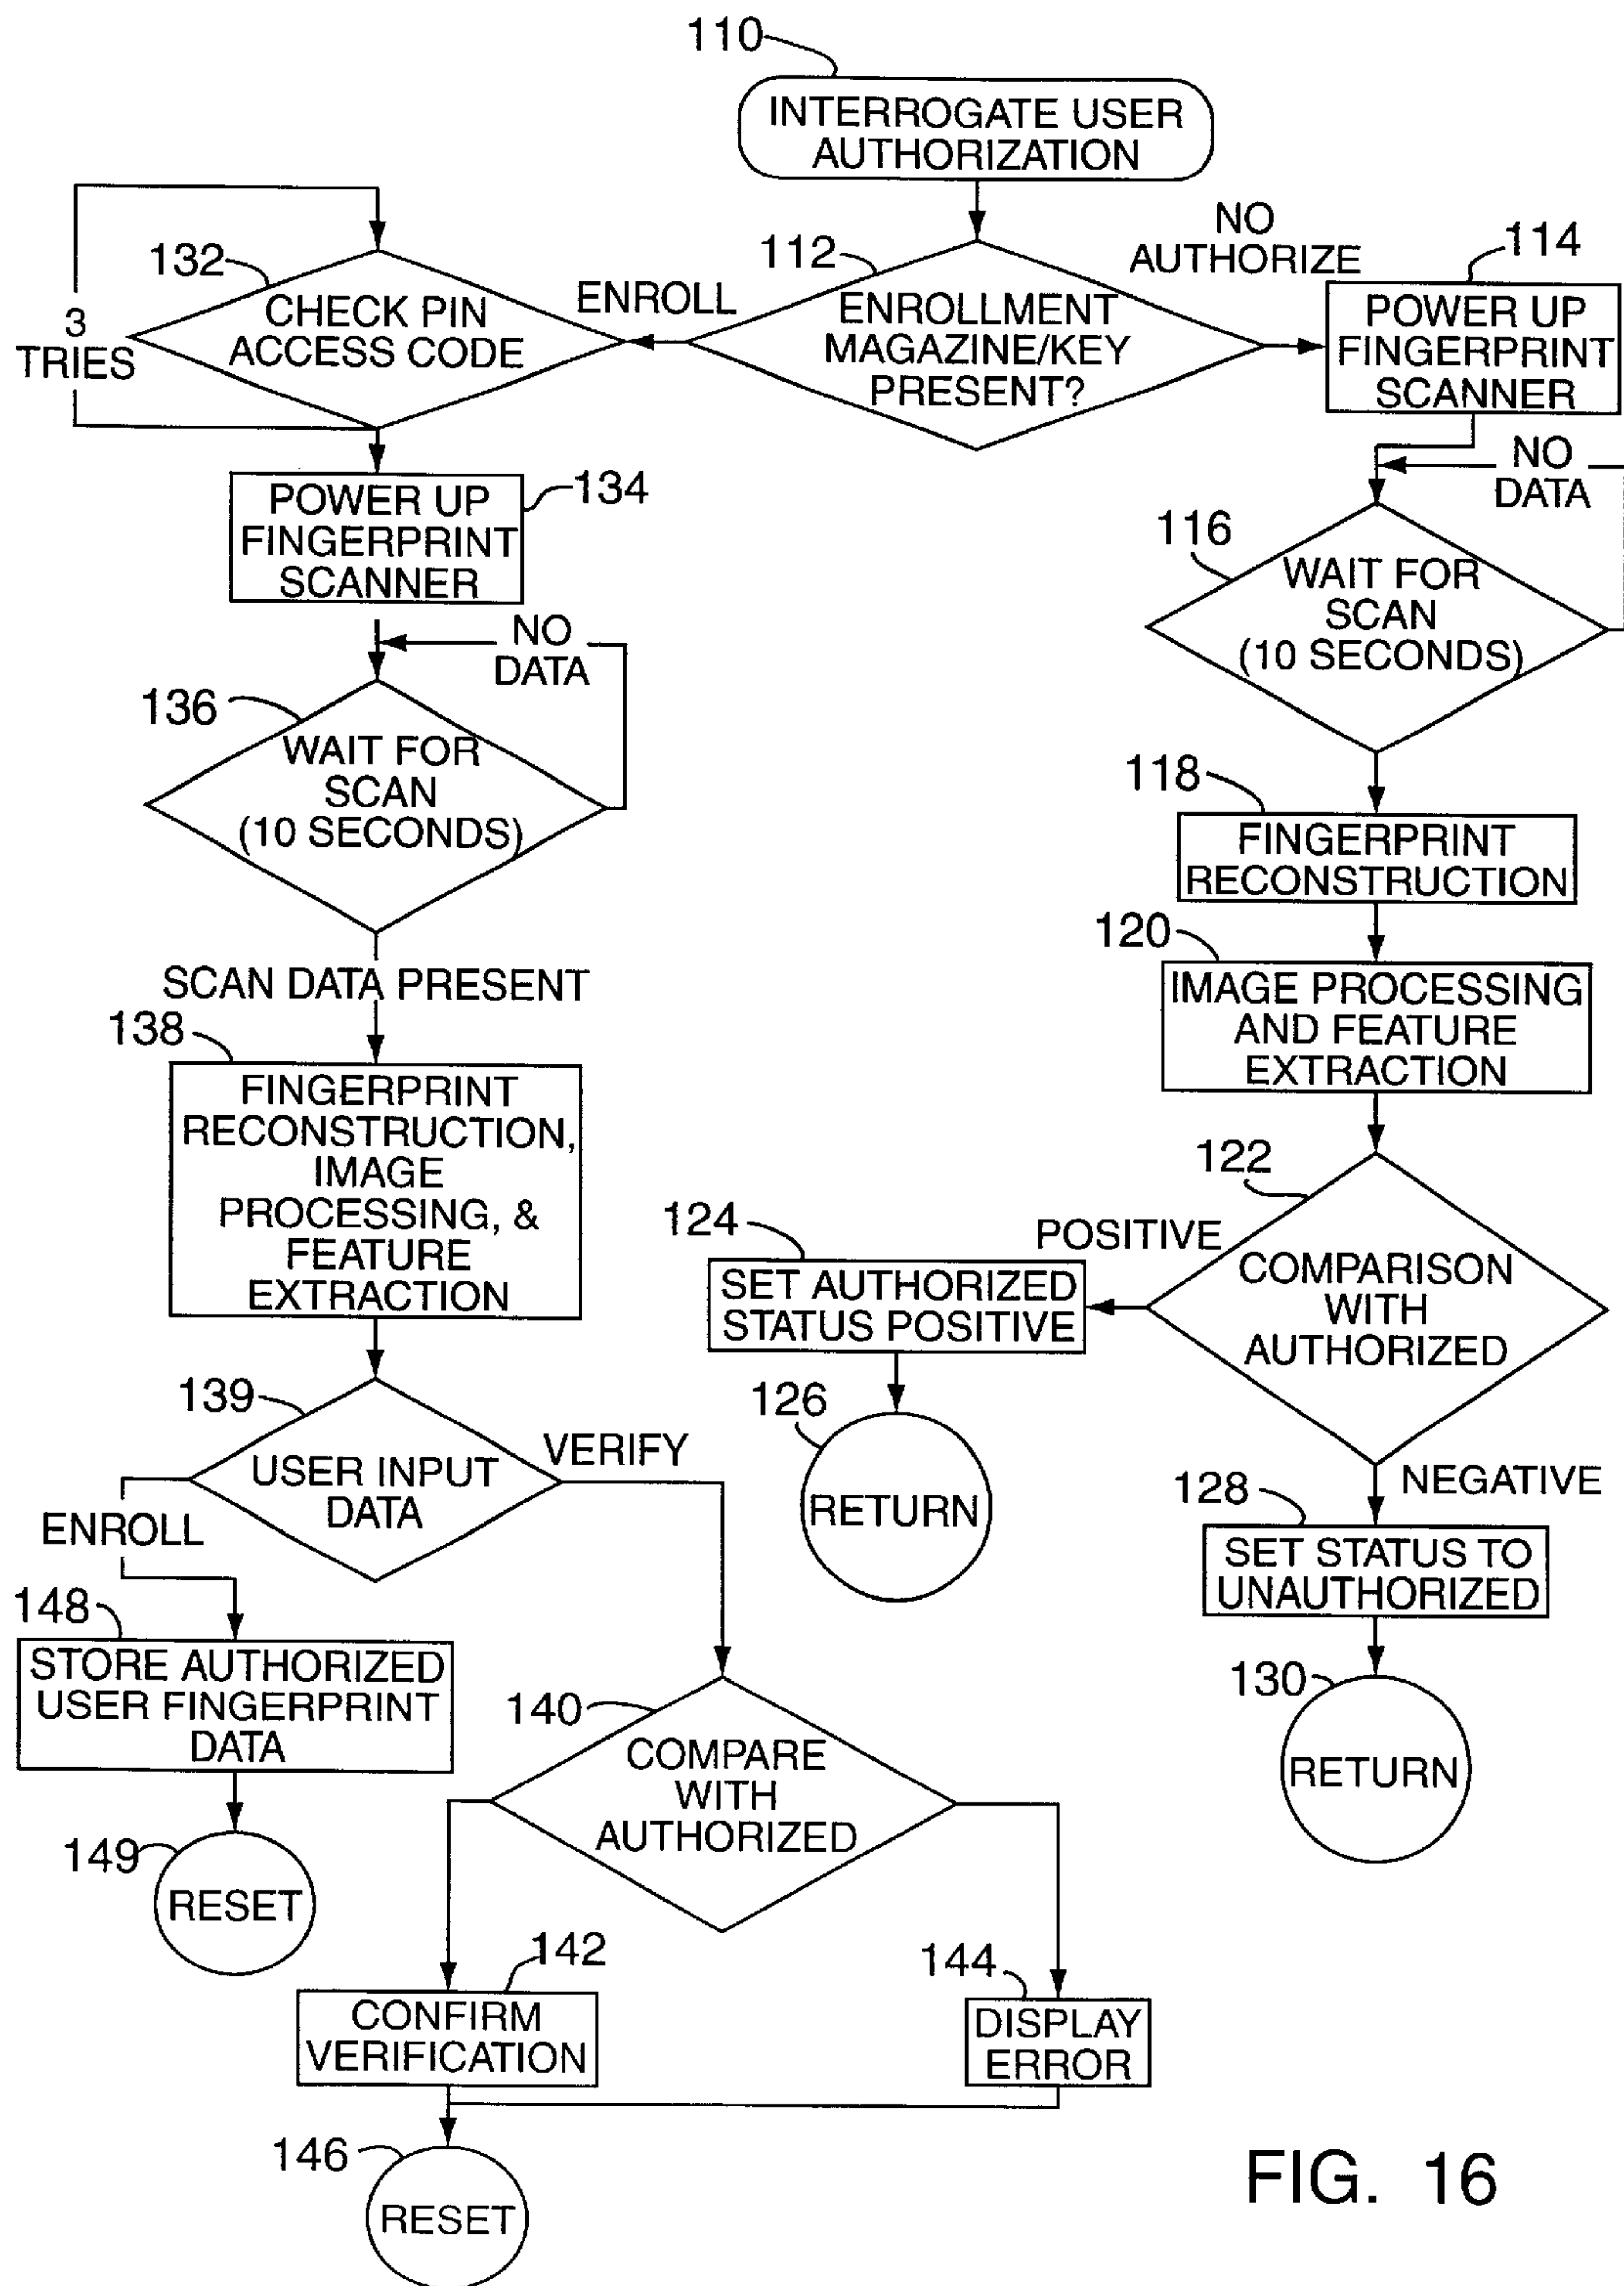 110
INTERROGATE USER
AUTHORIZATION
112
ENROLLMENT
MAGAZINE/KEY
PRESENT?
NO
AUTHORIZE
114
POWER UP
FINGERPRINT
SCANNER
NO
DATA
116
WAIT FOR
SCAN
(10 SECONDS)
118
FINGERPRINT
RECONSTRUCTION
120
IMAGE PROCESSING
AND FEATURE
EXTRACTION
122
COMPARISON
WITH
AUTHORIZED
POSITIVE
124
SET AUTHORIZED
STATUS POSITIVE
126
RETURN
NEGATIVE
128
SET STATUS TO
UNAUTHORIZED
130
RETURN
ENROLL
132
CHECK PIN
ACCESS CODE
3
TRIES
134
POWER UP
FINGERPRINT
SCANNER
NO
DATA
136
WAIT FOR
SCAN
(10 SECONDS)
SCAN DATA PRESENT
138
FINGERPRINT
RECONSTRUCTION,
IMAGE
PROCESSING, &
FEATURE
EXTRACTION
139
USER INPUT
DATA
VERIFY
ENROLL
148
STORE AUTHORIZED
USER FINGERPRINT
DATA
149
RESET
140
COMPARE
WITH
AUTHORIZED
142
CONFIRM
VERIFICATION
144
DISPLAY
ERROR
146
RESET
FIG. 16